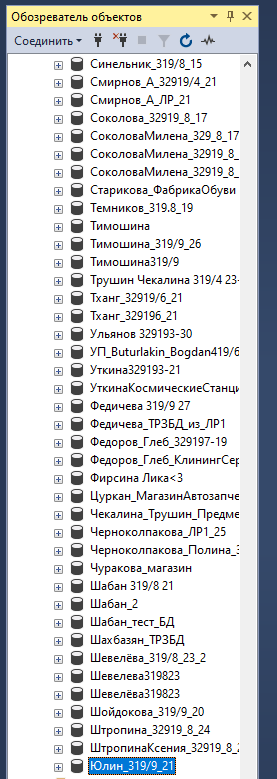 Обозреватель объектов
Соединить
Синельник_319/8_15
Смирнов_А_32919/4_21
Смирнов_А_ЛР_21
Соколова_32919_8_17
СоколоваМилена_329_8_17
СоколоваМилена_32919_8_
СоколоваМилена_32919_8_
Старикова_ФабрикаОбуви
Темников_319.8_19
Тимошина
Тимошина_319/9_26
Тимошина319/9
Трушин Чекалина 319/4 23-
Тханг_32919/6_21
Тханг_329196_21
Ульянов 329193-30
УП_Buturlakin_Bogdan419/6
Уткина329193-21
УткинаКосмическиеСтанци
Федичева 319/9 27
Федичева_ТРЗБД_из_ЛР1
Федоров_Глеб_329197-19
Федоров_Глеб_КлинингСер
Фирсина Лика<3
Цуркан_МагазинАвтозапче
Чекалина_Трушин_Предме
Черноколпакова_ЛР1_25
Черноколпакова_Полина_3
Чуракова_магазин
Шабан 319/8 21
Шабан_2
Шабан_тест_БД
Шахбазян_ТРЗБД
Шевелёва_319/8_23_2
Шевелева319823
Шевелёва319823
Шойдокова_319/9_20
Штропина_32919_8_24
ШтропинаКсения_32919_8_2
Юлин_319/9_21